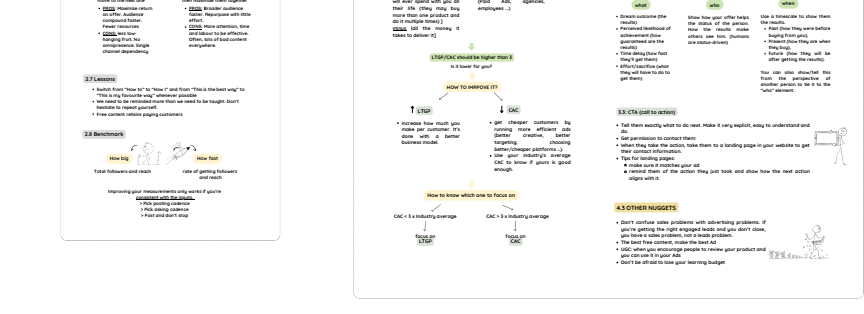 move to the next one
then maximize them together
PROS: Maximize return
on an offer. Audience
compound faster.
Fewer resources
CONS: less low-
hanging fruit. No
omnipresence. Single
channel dependency
PROS: Broader audience
faster. Repurpose with little
effort.
CONS: More attention, time
and labour to be effective.
Often, lots of bad content
everywhere.
2.7 Lessons
Switch from "How to" to "How I" and from "This is the best way" to
"This is my favourite way" whenever possible
We need to be reminded more than we need to be taught. Don't
hesitate to repeat yourself.
Free content retains paying customers
2.8 Benchmark
How big
How fast
Total followers and reach
rate of getting followers
and reach
Improving your measurements only works if you're
consistent with the inputs.
> Pick posting cadence
> Pick asking cadence
> Post and don't stop
will ever spend with you all
their life (they may buy
more than one product and
do it multiple times) ]
minus [all the money it
takes to deliver it]
(Paid Ads, agencies,
employees ...)
LTGP/CAC should be higher than 3
Is it lower for you?
HOW TO IMRPOVE IT?
LTGP
CAC
increase how much you
make per customer. It's
done with a better
business model.
get cheaper customers by
running more efficient ads
(better creative, better
targeting, choosing
better/cheaper platforms ...).
Use your industry's average
CAC to know if yours is good
enough.
How to know which one to focus on
CAC < 3 x Industry average
CAC > 3 x Industry average
focus on
LTGP
focus on
CAC
what
who
when
Dream outcome (the
results)
Perceived likelihood of
achievement (how
guaranteed are the
results)
Time delay (how fast
they'll get them)
Effort/sacrifice (what
they will have to do to
get them)
Show how your offer helps
the status of the person.
How the results make
others see him (humans
are status-driven)
Use a timescale to show them
the results.
Past (how they were before
buying from you),
Present (how they are when
they buy),
Future (how they will be
after getting the results).
You can also show/tell this
from the perspective of
another person to tie it to the
"who" element.
3.3: CTA (call to action)
Tell them exactly what to do next. Make it very explicit, easy to understand and
do.
Get permission to contact them:
When they take the action, take them to a landing page in your website to get
their contact information.
Tips for landing pages:
make sure it matches your ad
remind them of the action they just took and show how the next action
aligns with it.
4.3 OTHER NUGGETS
Don't confuse sales problems with advertising problems. If
you're getting the right engaged leads and you don't close,
you have a sales problem, not a leads problem.
The best free content, make the best Ad
UGC: when you encourage people to review your product and
you can use it in your Ads
Don't be afraid to lose your learning budget